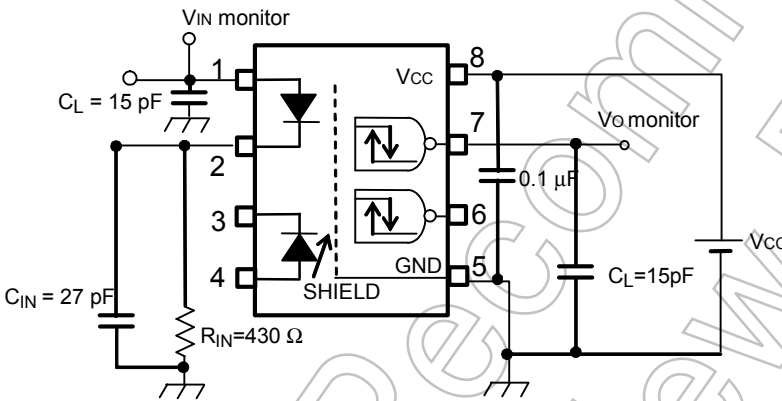 VIN monitor
1
8
VCC
CL = 15 pF
7
VO monitor
2
0.1 μF
3
6
VCC
GND
5
4
SHIELD
CL=15pF
CIN = 27 pF
RIN=430 Ω